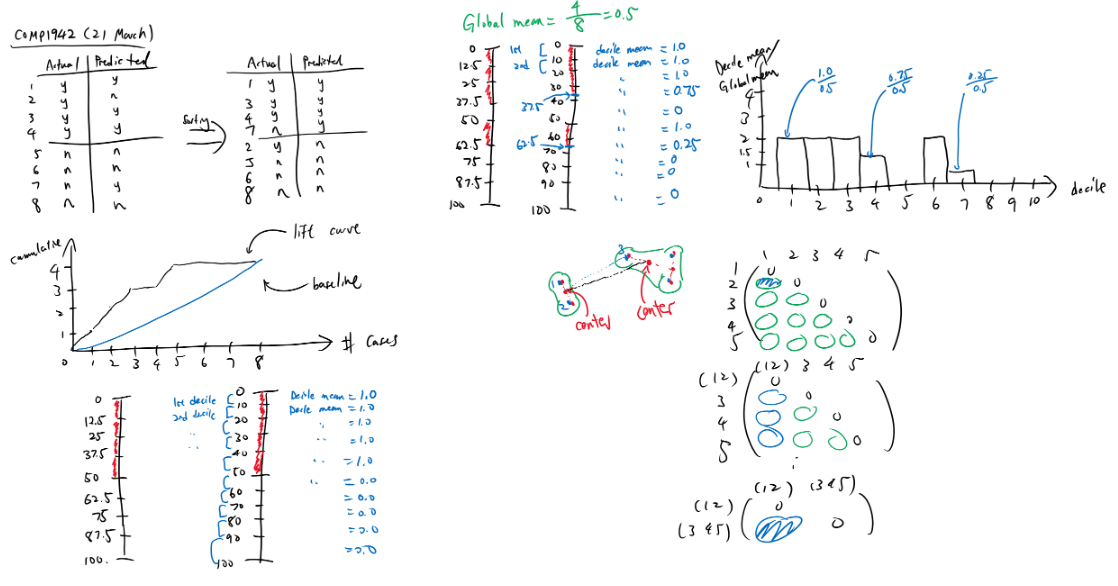 COMP1942 (21 March)
Actual Predicted
1 y y
2 y n
3 y y
4 y y
5 n n
6 n n
7 n y
8 n n
Sorting
Actual Predicted
1 y y
3 y y
4 y y
7 n y
2 y n
5 n n
6 n n
8 n n
Global mean = 4/8 = 0.5
0
12.5
25
37.5
50
62.5
75
87.5
100
1st
2nd
37.5
62.5
0
10
20
30
40
50
60
70
80
90
100
decile mean = 1.0
decile mean = 1.0
" = 1.0
" = 0.75
" = 0
" = 1.0
" = 0.25
" = 0
" = 0
" = 0
Decile mean/
Global mean
4
3
2
1.5
1
0 1 2 3 4 5 6 7 8 9 10
decile
1.0/0.5
0.75/0.5
0.25/0.5
cumulative
4
3
2
1
0 1 2 3 4 5 6 7 8
# cases
lift curve
baseline
1
2
3
center
center
1 2 3 4 5
1 0
2 0
3 0
4 0
5 0
(12) 3 4 5
(12) 0
3 0
4 0
5 0
:
(12) (345)
(12) 0
(345) 0
0
12.5
25
37.5
50
62.5
75
87.5
100.
1st decile
2nd decile
"
"
0
10
20
30
40
50
60
70
80
90
100
Decile mean = 1.0
Decile mean = 1.0
" = 1.0
" = 1.0
" = 1.0
" = 0.0
= 0.0
= 0.0
= 0.0
= 0.0